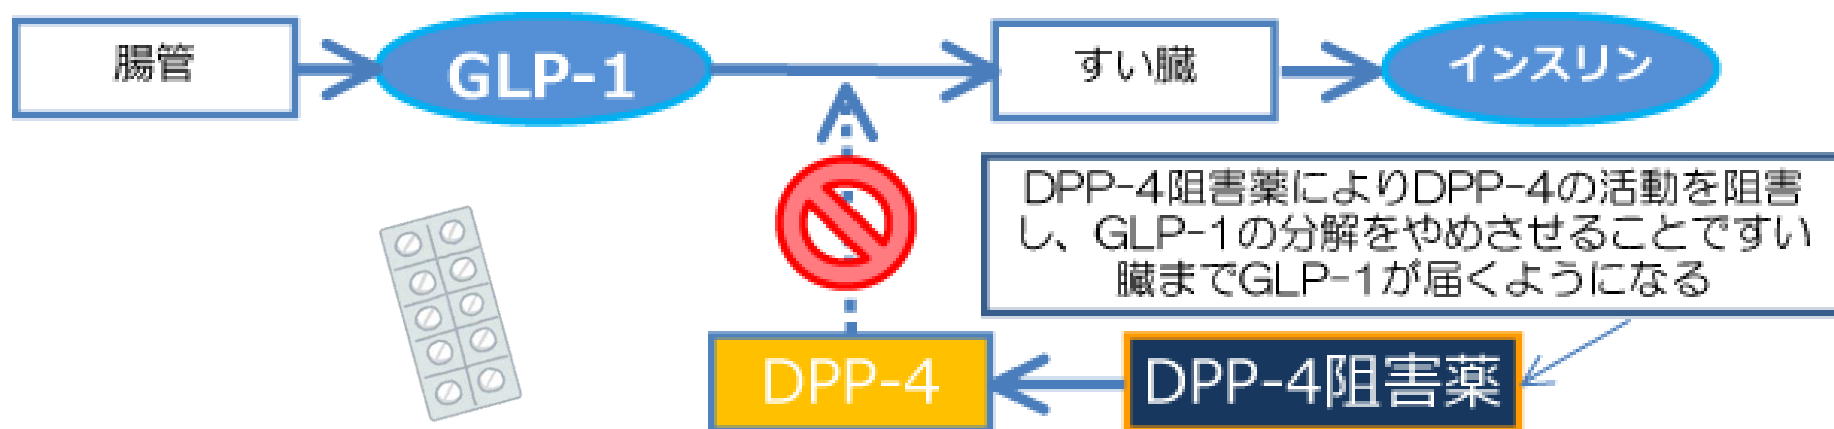 腸管
GLP-1
すい臓
インスリン
DPP-4阻害薬によりDPP-4の活動を阻害
し、GLP-1の分解をやめさせることですい
臓までGLP-1が届くようになる
DPP-4
DPP-4阻害薬